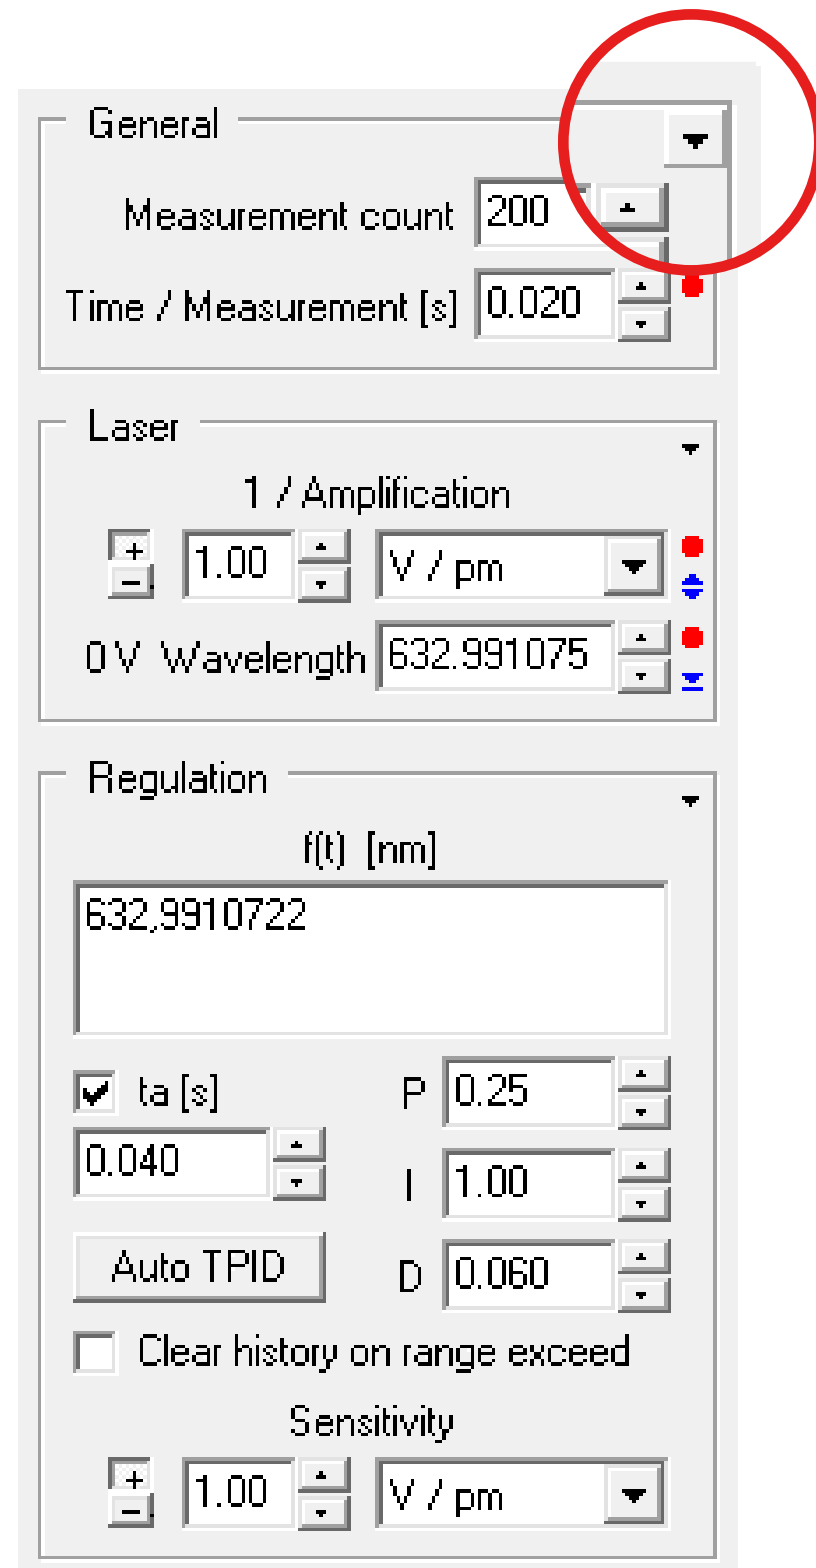 General
Measurement count 200
Time / Measurement [s] 0.020
Laser
1 / Amplification
+
− 1.00 V / pm
0 V Wavelength 632.991075
Regulation
f(t) [nm]
632,9910722
ta [s] P 0.25
0.040 I 1.00
Auto TPID D 0.060
Clear history on range exceed
Sensitivity
+
− 1.00 V / pm